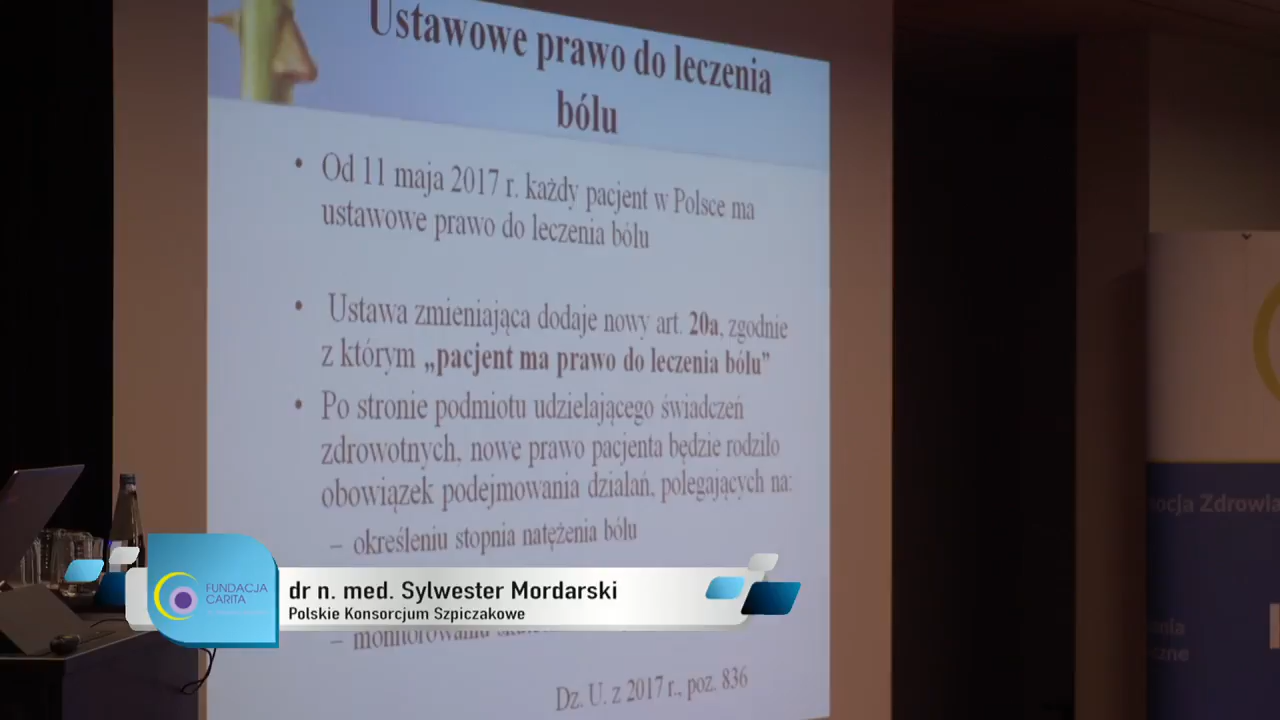 Ustawowe prawo do leczenia
bólu
• Od 11 maja 2017 r. każdy pacjent w Polsce ma
ustawowe prawo do leczenia bólu
• Ustawa zmieniająca dodaje nowy art. 20a, zgodnie
z którym „pacjent ma prawo do leczenia bólu”
• Po stronie podmiotu udzielającego świadczeń
zdrowotnych, nowe prawo pacjenta będzie rodziło
obowiązek podejmowania działań, polegających na:
– określeniu stopnia natężenia bólu
FUNDACJA
CARITA
dr n. med. Sylwester Mordarski
Polskie Konsorcjum Szpiczakowe
– monitorowaniu
Dz. U. z 2017 r., poz. 836